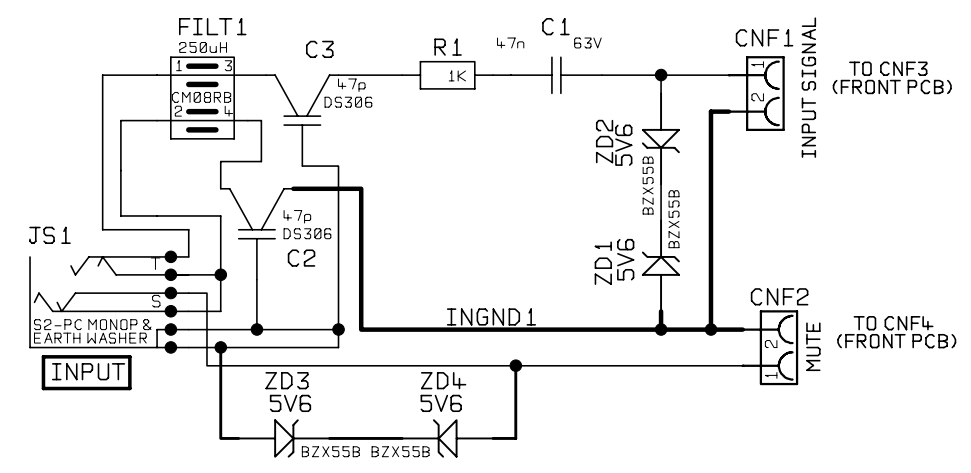 FILT1
250uH
1 3
CM08RB
2 4
C3
47p
DS306
R1
1K
47n
C1
63V
CNF1
1
2
INPUT SIGNAL
TO CNF3
(FRONT PCB)
ZD2
5V6
BZX55B
BZX55B
ZD1
5V6
47p
DS306
C2
JS1
T
S
S2-PC MONOP &
EARTH WASHER
INPUT
INGND1
CNF2
2
1
MUTE
TO CNF4
(FRONT PCB)
ZD3
5V6
ZD4
5V6
BZX55B BZX55B